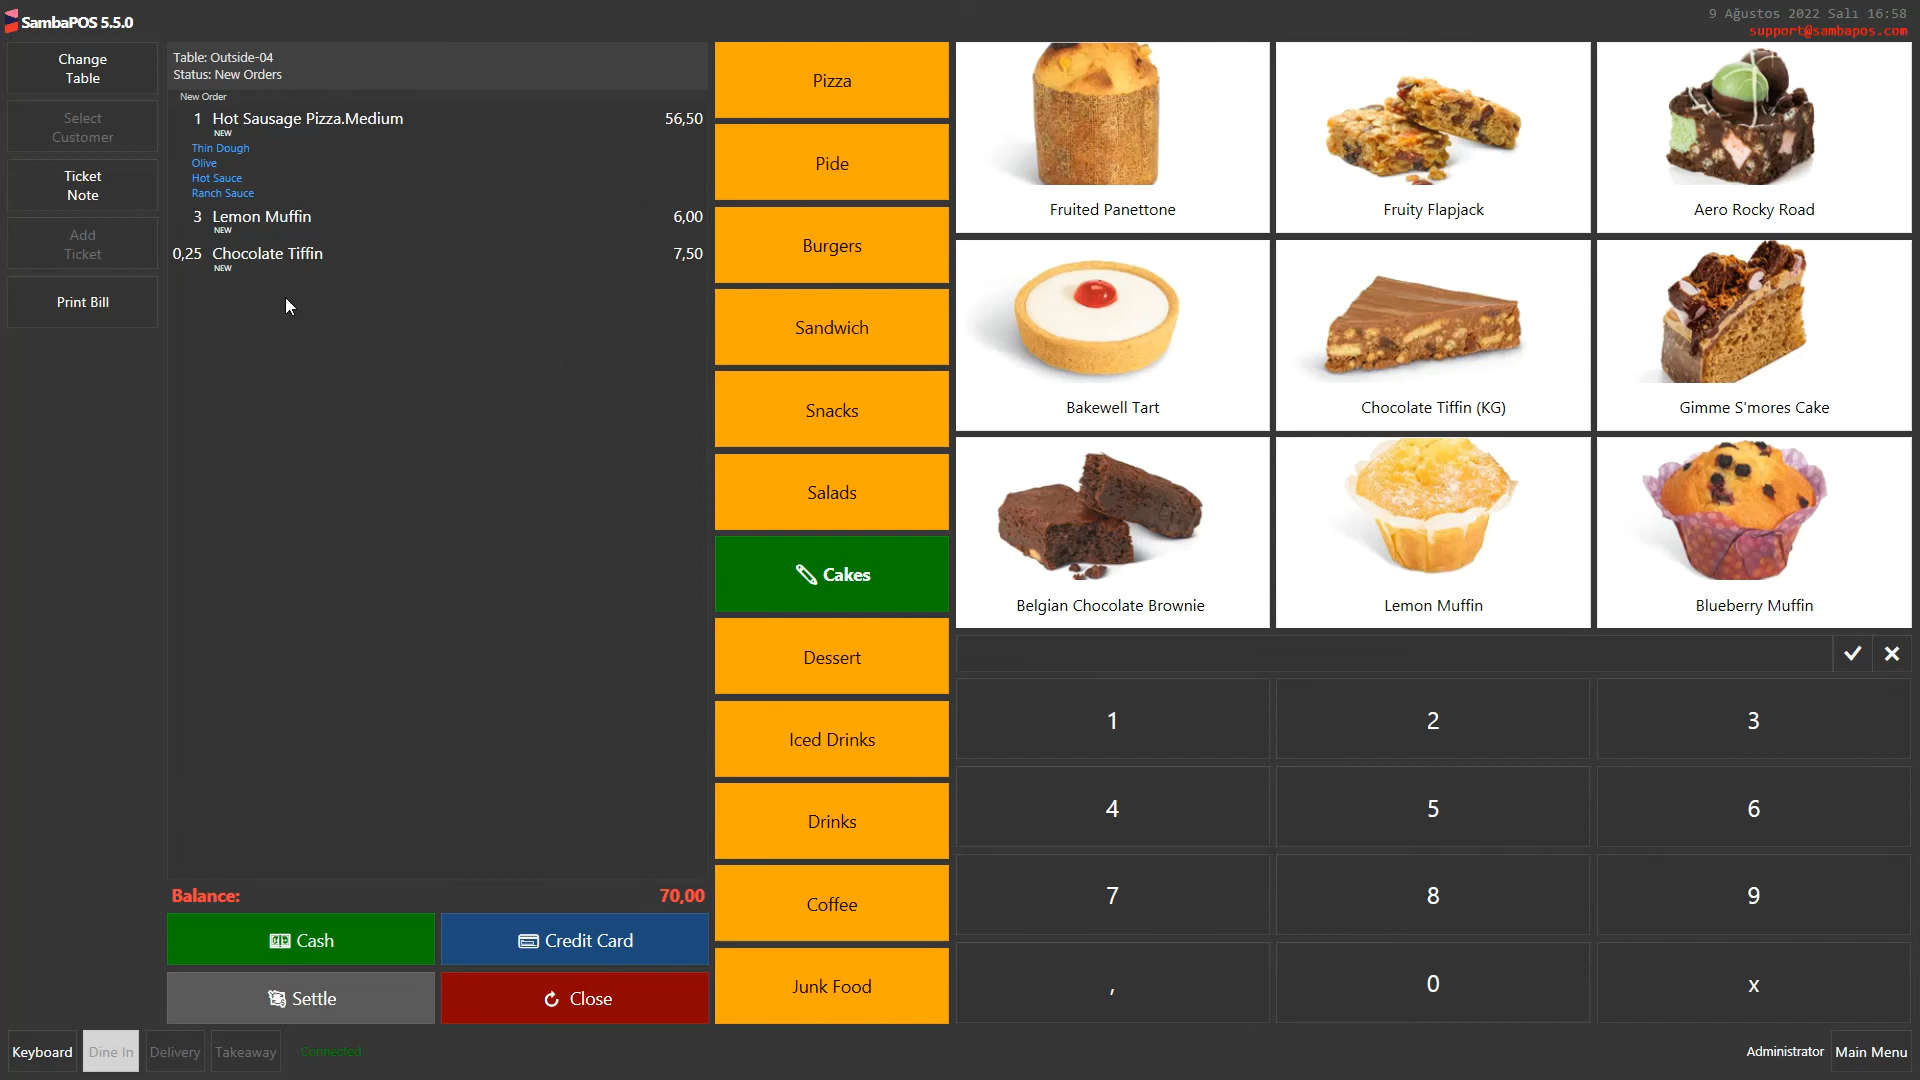 SambaPOS 5.5.0
9 Ağustos 2022 Salı 16:58
support@sambapos.com
Change
Table
Select
Customer
Ticket
Note
Add
Ticket
Print Bill
Table: Outside-04
Status: New Orders
New Order
1 Hot Sausage Pizza.Medium 56,50
NEW
Thin Dough
Olive
Hot Sauce
Ranch Sauce
3 Lemon Muffin 6,00
NEW
0,25 Chocolate Tiffin 7,50
NEW
Balance: 70,00
Cash
Credit Card
Settle
Close
Pizza
Pide
Burgers
Sandwich
Snacks
Salads
Cakes
Dessert
Iced Drinks
Drinks
Coffee
Junk Food
Fruited Panettone
Fruity Flapjack
Aero Rocky Road
Bakewell Tart
Chocolate Tiffin (KG)
Gimme S'mores Cake
Belgian Chocolate Brownie
Lemon Muffin
Blueberry Muffin
1
2
3
4
5
6
7
8
9
,
0
x
Keyboard
Dine In
Delivery
Takeaway
Connected
Administrator
Main Menu